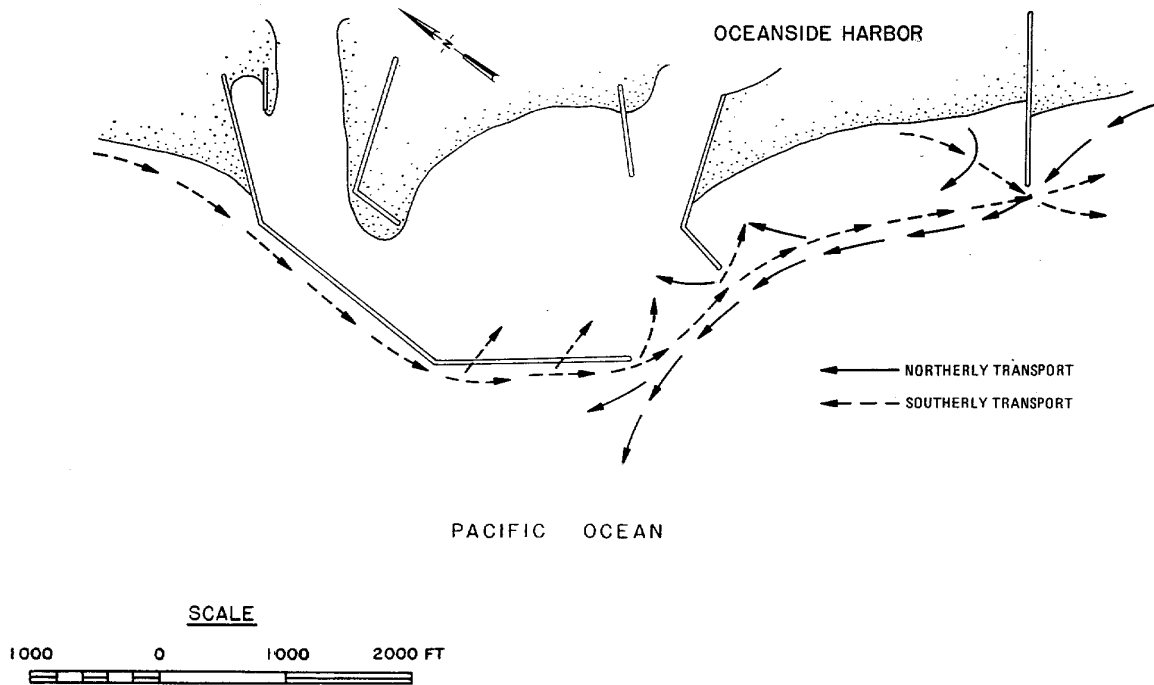 N
OCEANSIDE HARBOR
NORTHERLY TRANSPORT
SOUTHERLY TRANSPORT
PACIFIC OCEAN
SCALE
1000 0 1000 2000 FT